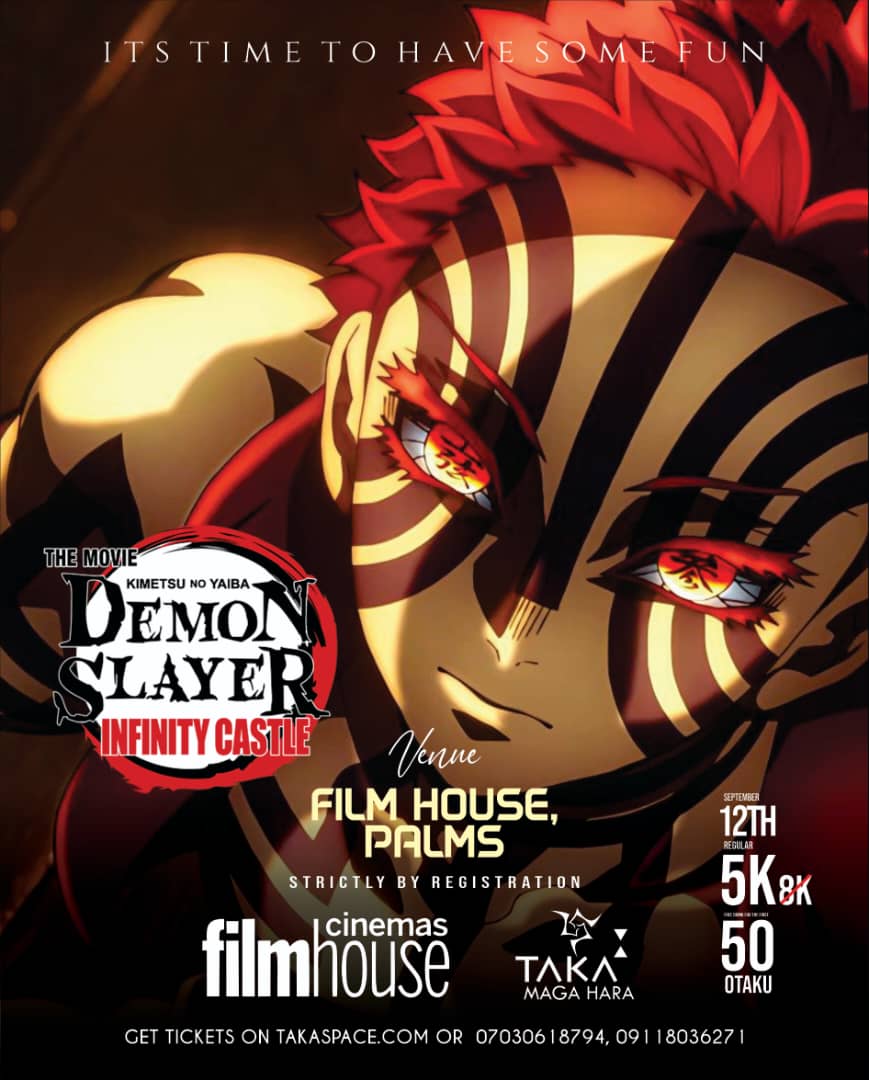 ITS TIME TO HAVE SOME FUN
THE MOVIE
KIMETSU NO YAIBA
DEMON
SLAYER
INFINITY CASTLE
Venue
FILM HOUSE,
PALMS
STRICTLY BY REGISTRATION
cinemas
filmhouse
TAKA
MAGA HARA
SEPTEMBER
12TH
REGULAR
5K 8K
50
OTAKU
GET TICKETS ON TAKASPACE.COM OR 07030618794, 09118036271